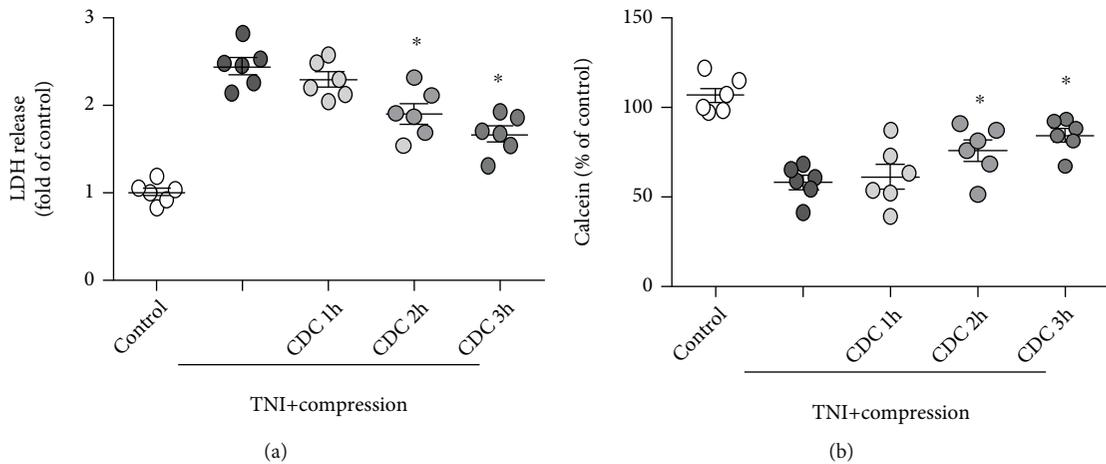 LDH release
(fold of control)
3
2
1
0
*
*
Control
CDC 1h
CDC 2h
CDC 3h
TNI+compression
(a)
Calcein (% of control)
150
100
50
0
*
*
Control
CDC 1h
CDC 2h
CDC 3h
TNI+compression
(b)